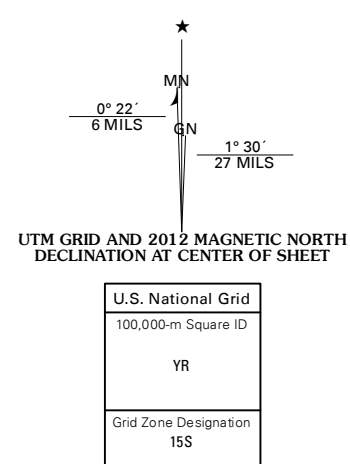 ★
MN
0° 22´
6 MILS
GN
1° 30´
27 MILS
UTM GRID AND 2012 MAGNETIC NORTH
DECLINATION AT CENTER OF SHEET
U.S. National Grid
100,000-m Square ID
YR
Grid Zone Designation
15S